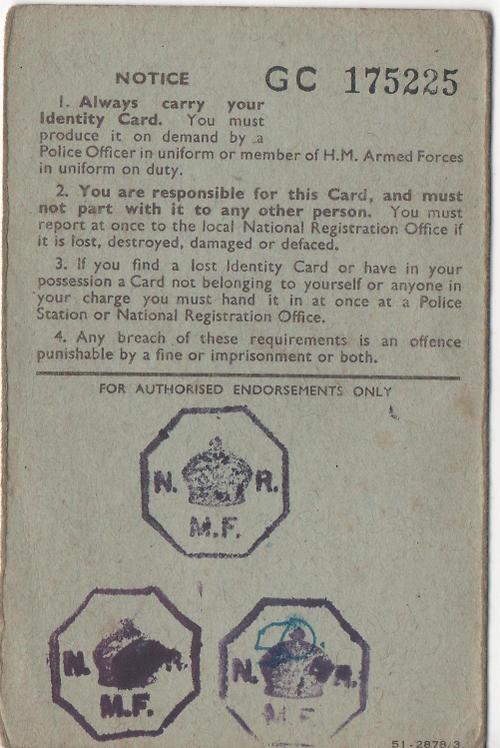 NOTICE
GC 175225
1. Always carry your
Identity Card. You must
produce it on demand by a
Police Officer in uniform or member of H.M. Armed Forces
in uniform on duty.
2. You are responsible for this Card, and must
not part with it to any other person. You must
report at once to the local National Registration Office if
it is lost, destroyed, damaged or defaced.
3. If you find a lost Identity Card or have in your
possession a Card not belonging to yourself or anyone in
your charge you must hand it in at once at a Police
Station or National Registration Office.
4. Any breach of these requirements is an offence
punishable by a fine or imprisonment or both.
FOR AUTHORISED ENDORSEMENTS ONLY
N. R.
M.F.
N. R.
M.F.
N. R.
M F
51-2878/3